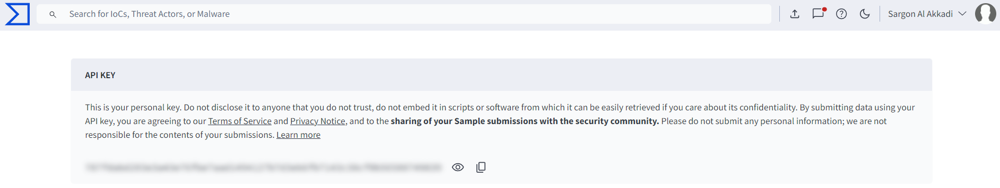 Search for IoCs, Threat Actors, or Malware
Sargon Al Akkadi
API KEY
This is your personal key. Do not disclose it to anyone that you do not trust, do not embed it in scripts or software from which it can be easily retrieved if you care about its confidentiality. By submitting data using your
API key, you are agreeing to our Terms of Service and Privacy Notice, and to the sharing of your Sample submissions with the security community. Please do not submit any personal information; we are not
responsible for the contents of your submissions. Learn more